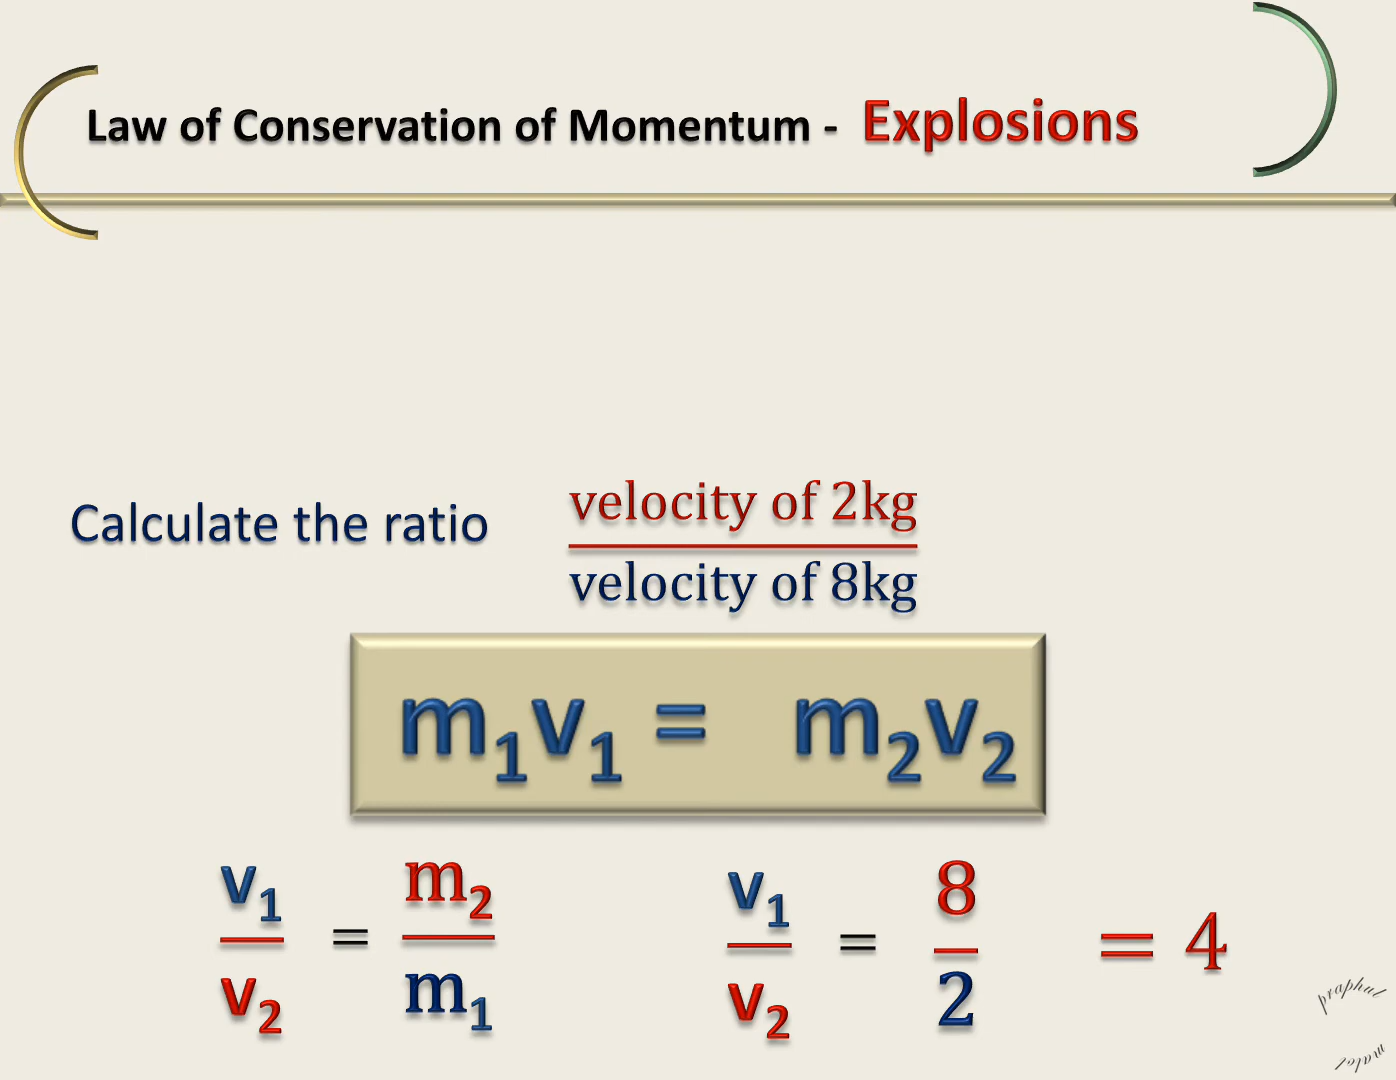 Law of Conservation of Momentum - Explosions
Calculate the ratio velocity of 2kg / velocity of 8kg
m₁v₁ = m₂v₂
v₁/v₂ = m₂/m₁ v₁/v₂ = 8/2 = 4
praphul